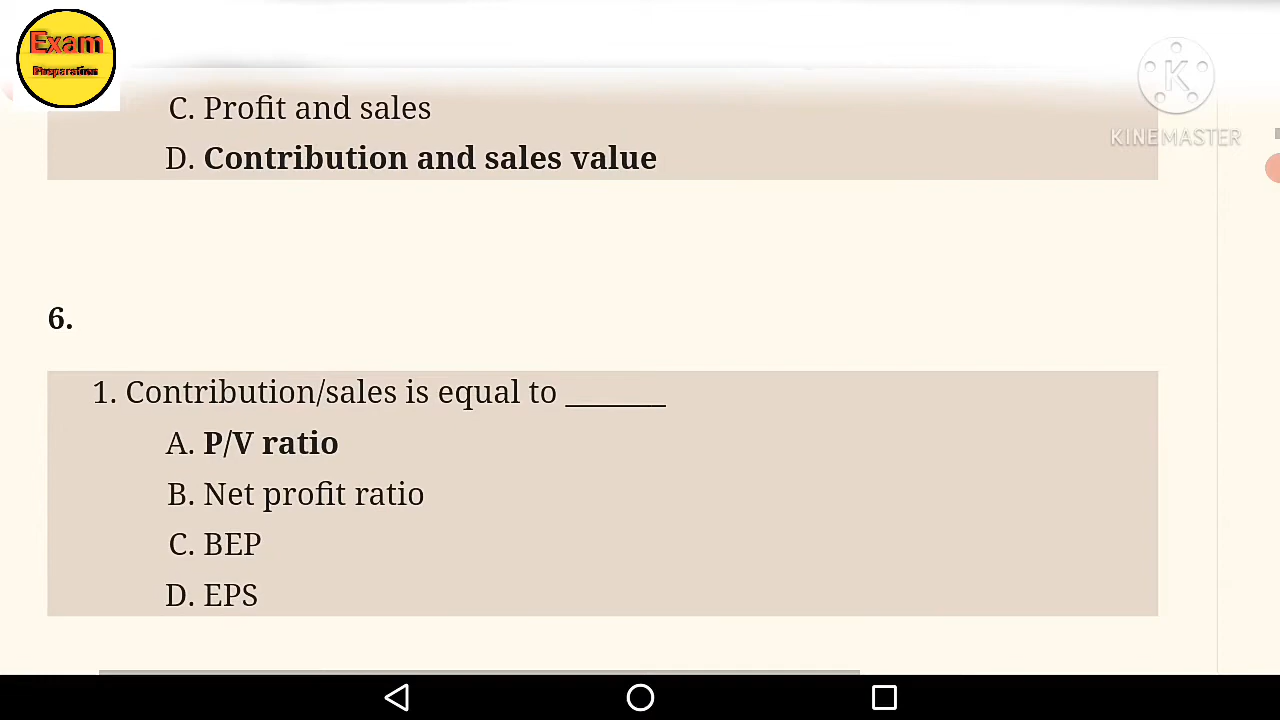 Exam
Preparation
K
KINEMASTER
C. Profit and sales
D. Contribution and sales value
6.
1. Contribution/sales is equal to _______
A. P/V ratio
B. Net profit ratio
C. BEP
D. EPS